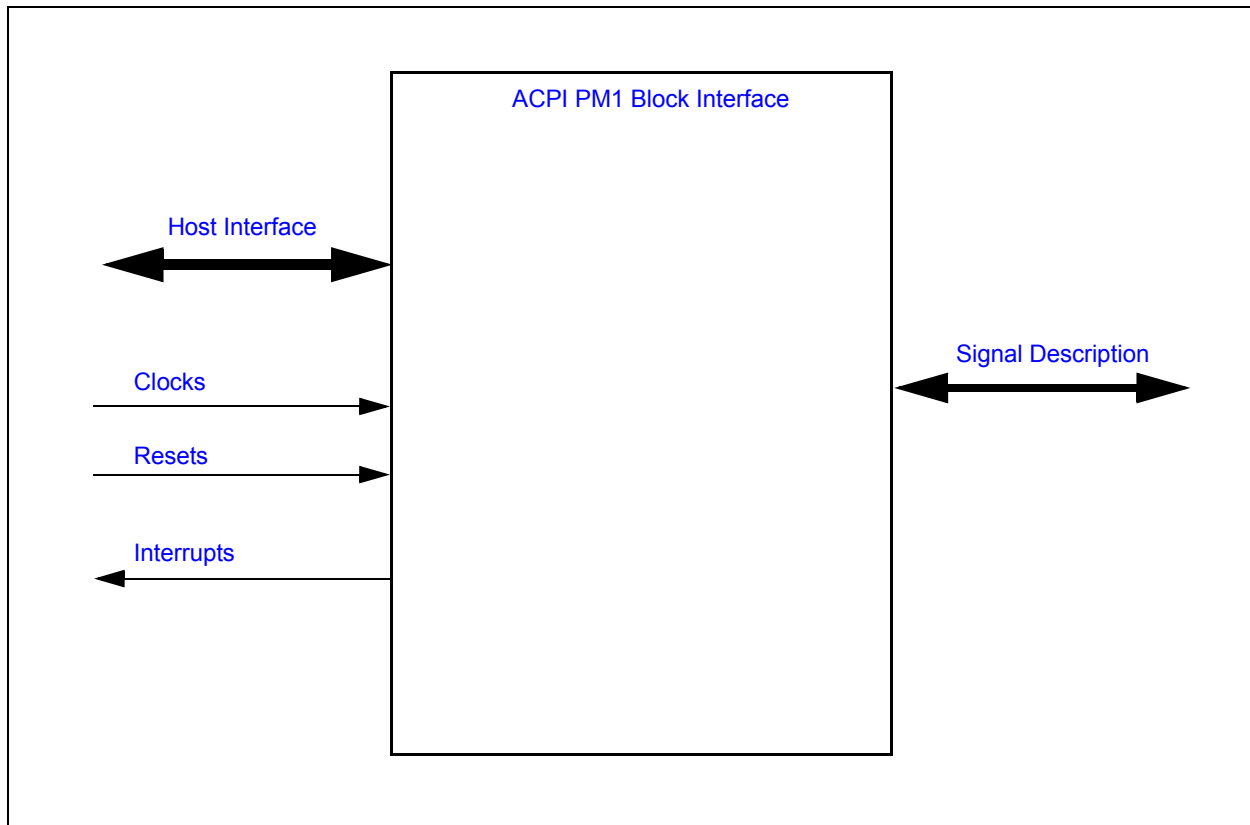 ACPI PM1 Block Interface
Host Interface
Signal Description
Clocks
Resets
Interrupts